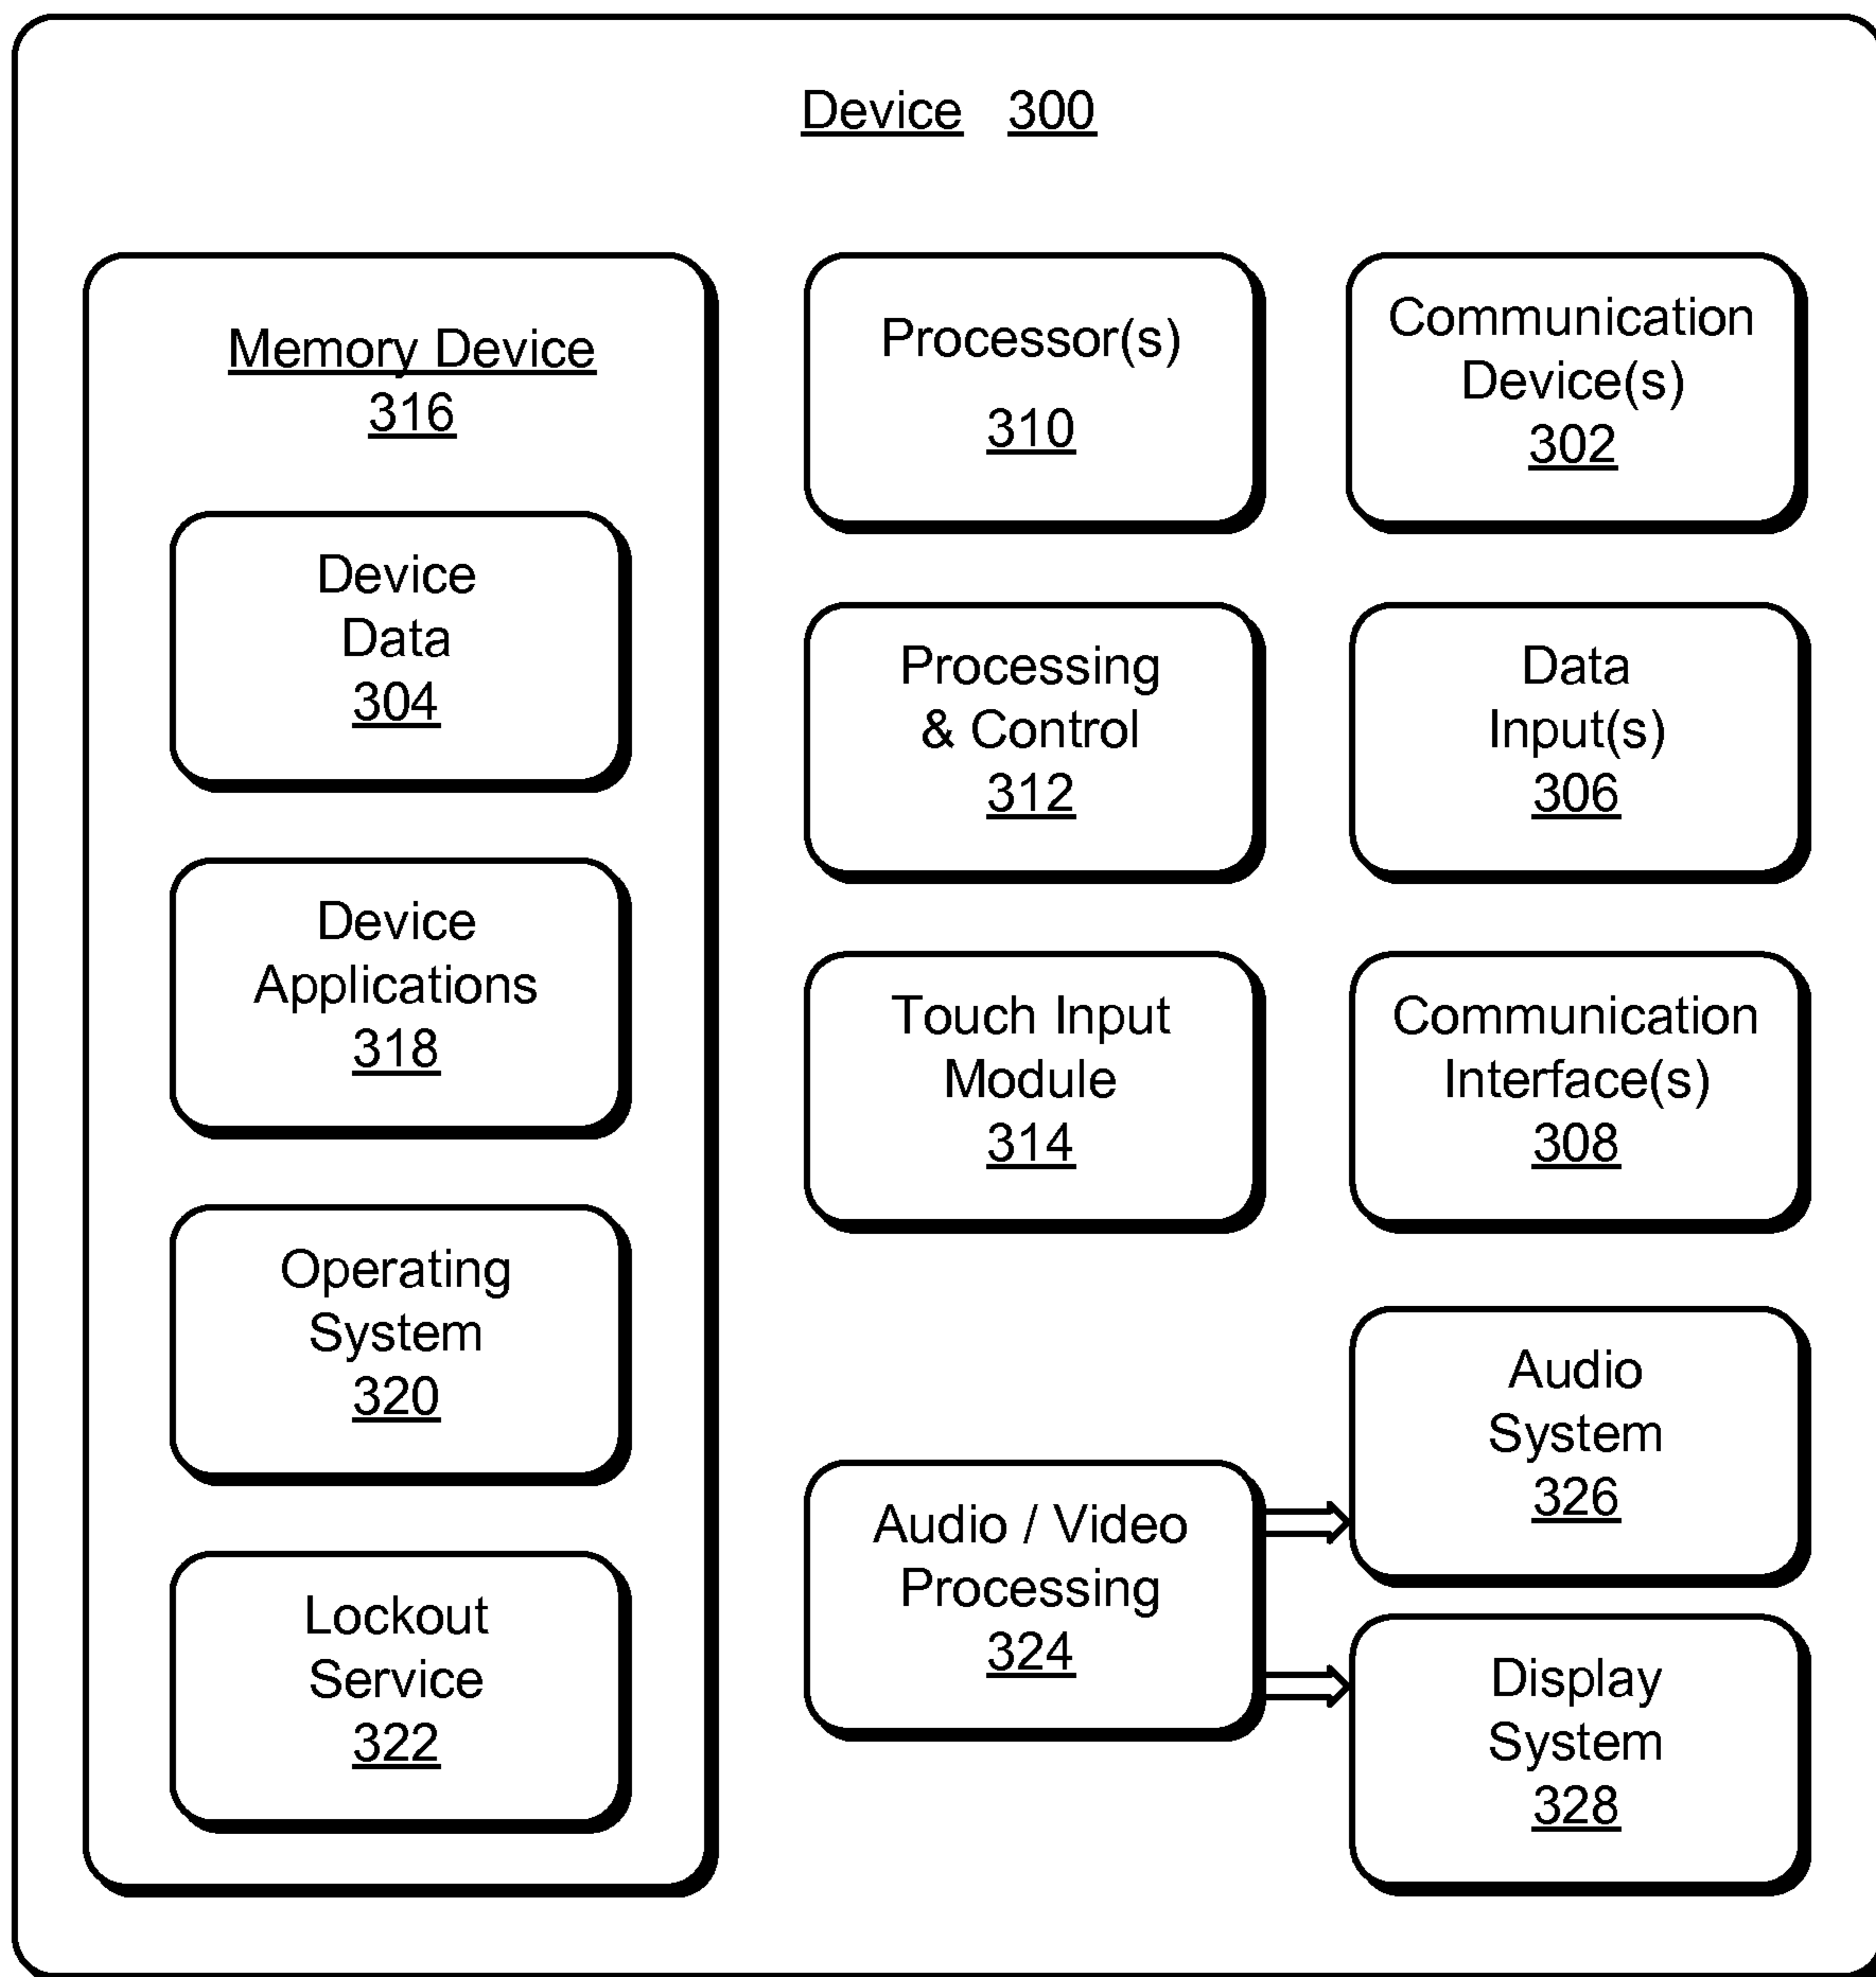 Device 300
Memory Device
316
Device
Data
304
Device
Applications
318
Operating
System
320
Lockout
Service
322
Processor(s)
310
Processing
& Control
312
Touch Input
Module
314
Audio / Video
Processing
324
Communication
Device(s)
302
Data
Input(s)
306
Communication
Interface(s)
308
Audio
System
326
Display
System
328